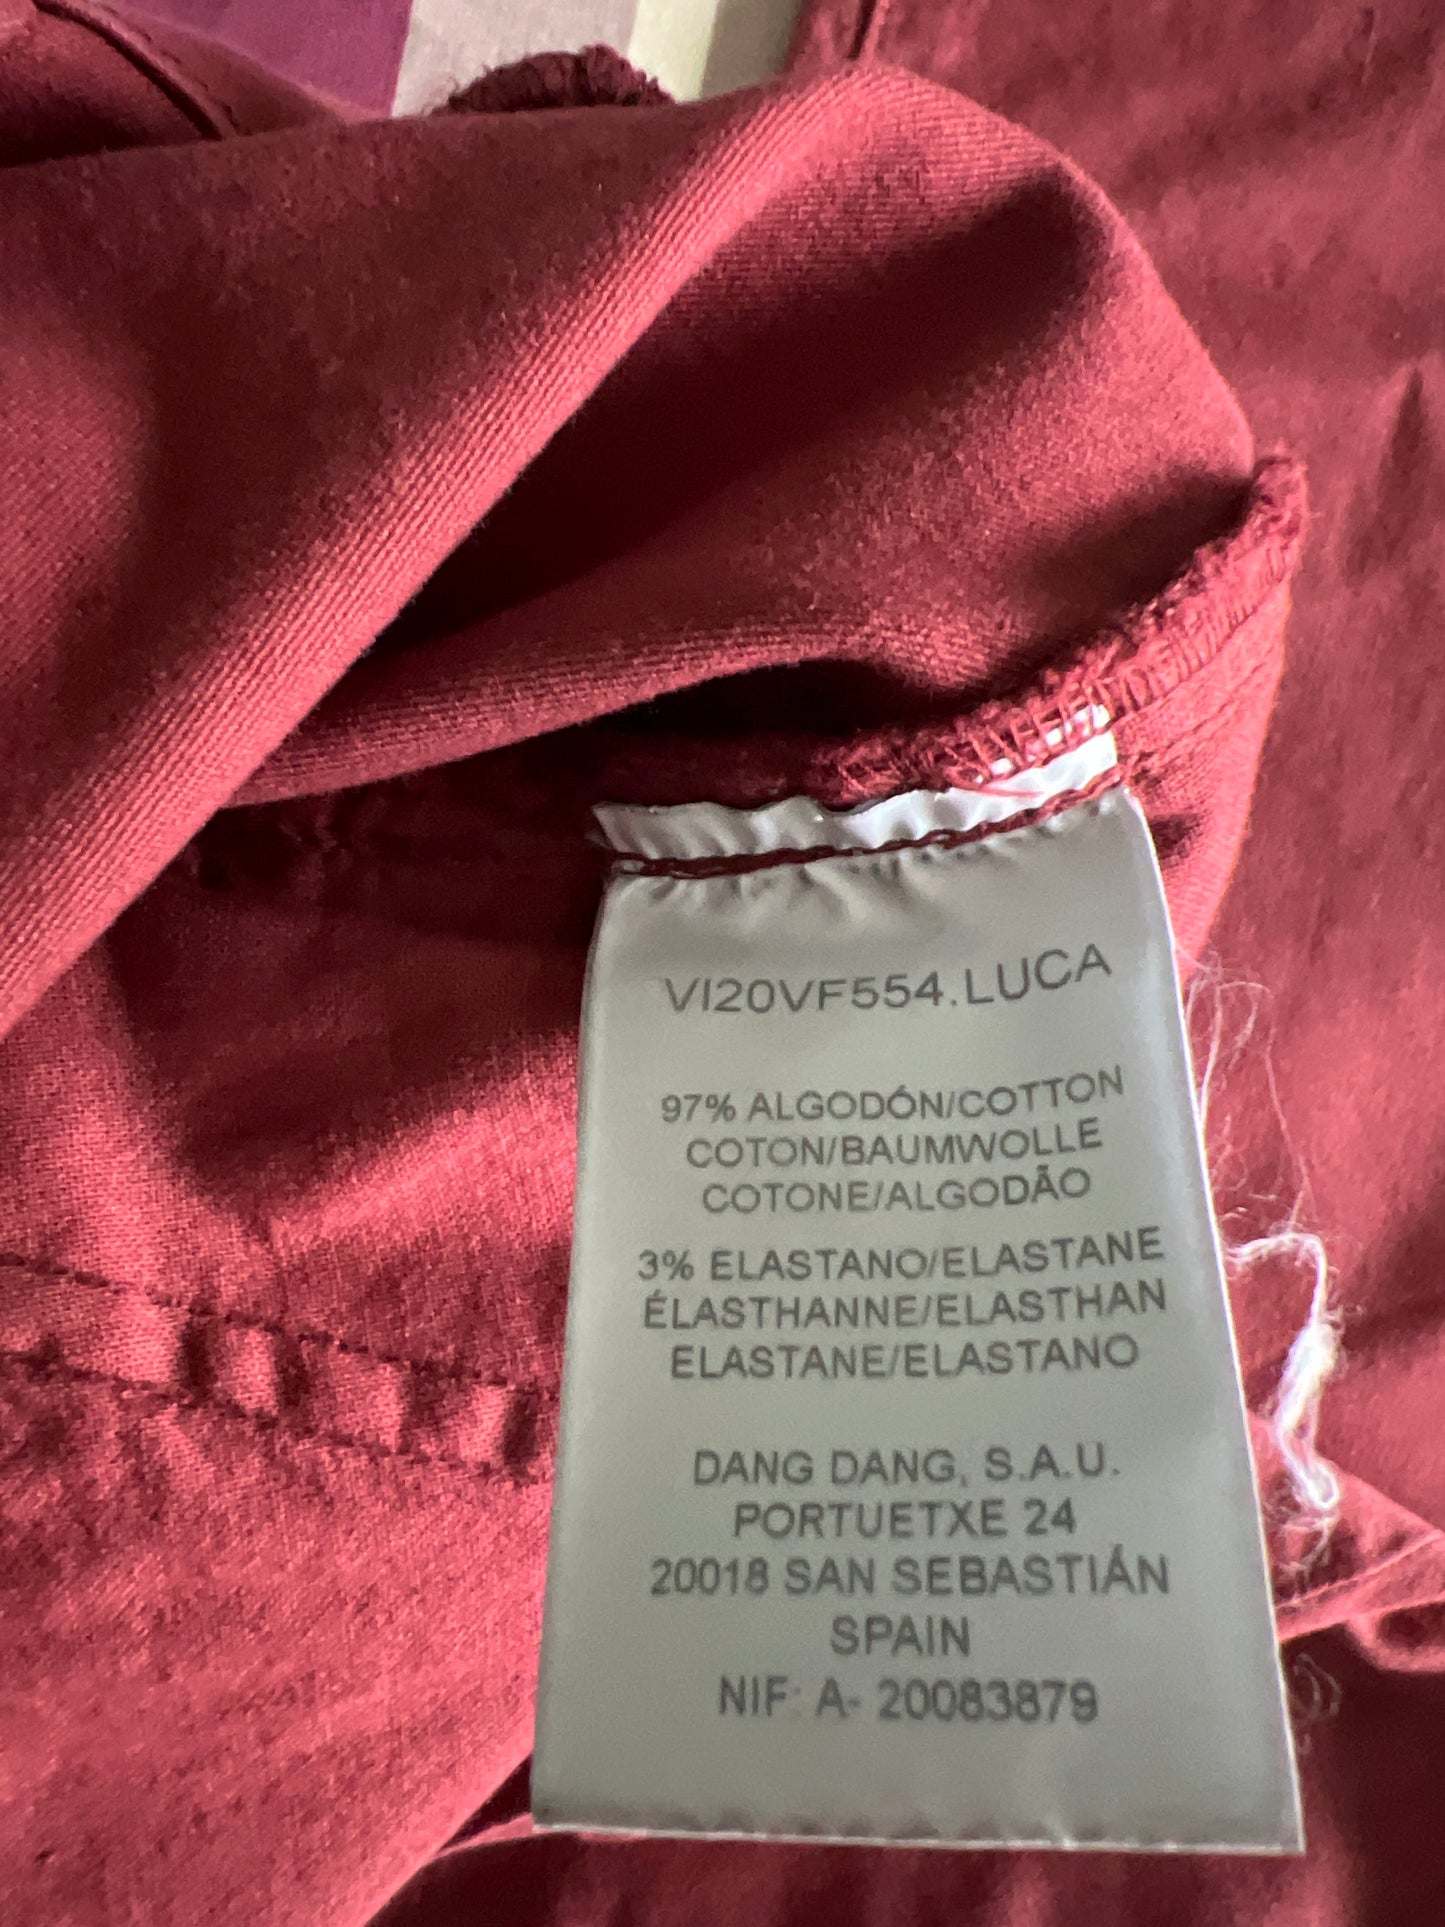 VI20VF554.LUCA
97% ALGODÓN/COTTON
COTON/BAUMWOLLE
COTONE/ALGODÃO
3% ELASTANO/ELASTANE
ÉLASTHANNE/ELASTHAN
ELASTANE/ELASTANO
DANG DANG, S.A.U.
PORTUETXE 24
20018 SAN SEBASTIÁN
SPAIN
NIF: A- 20083879